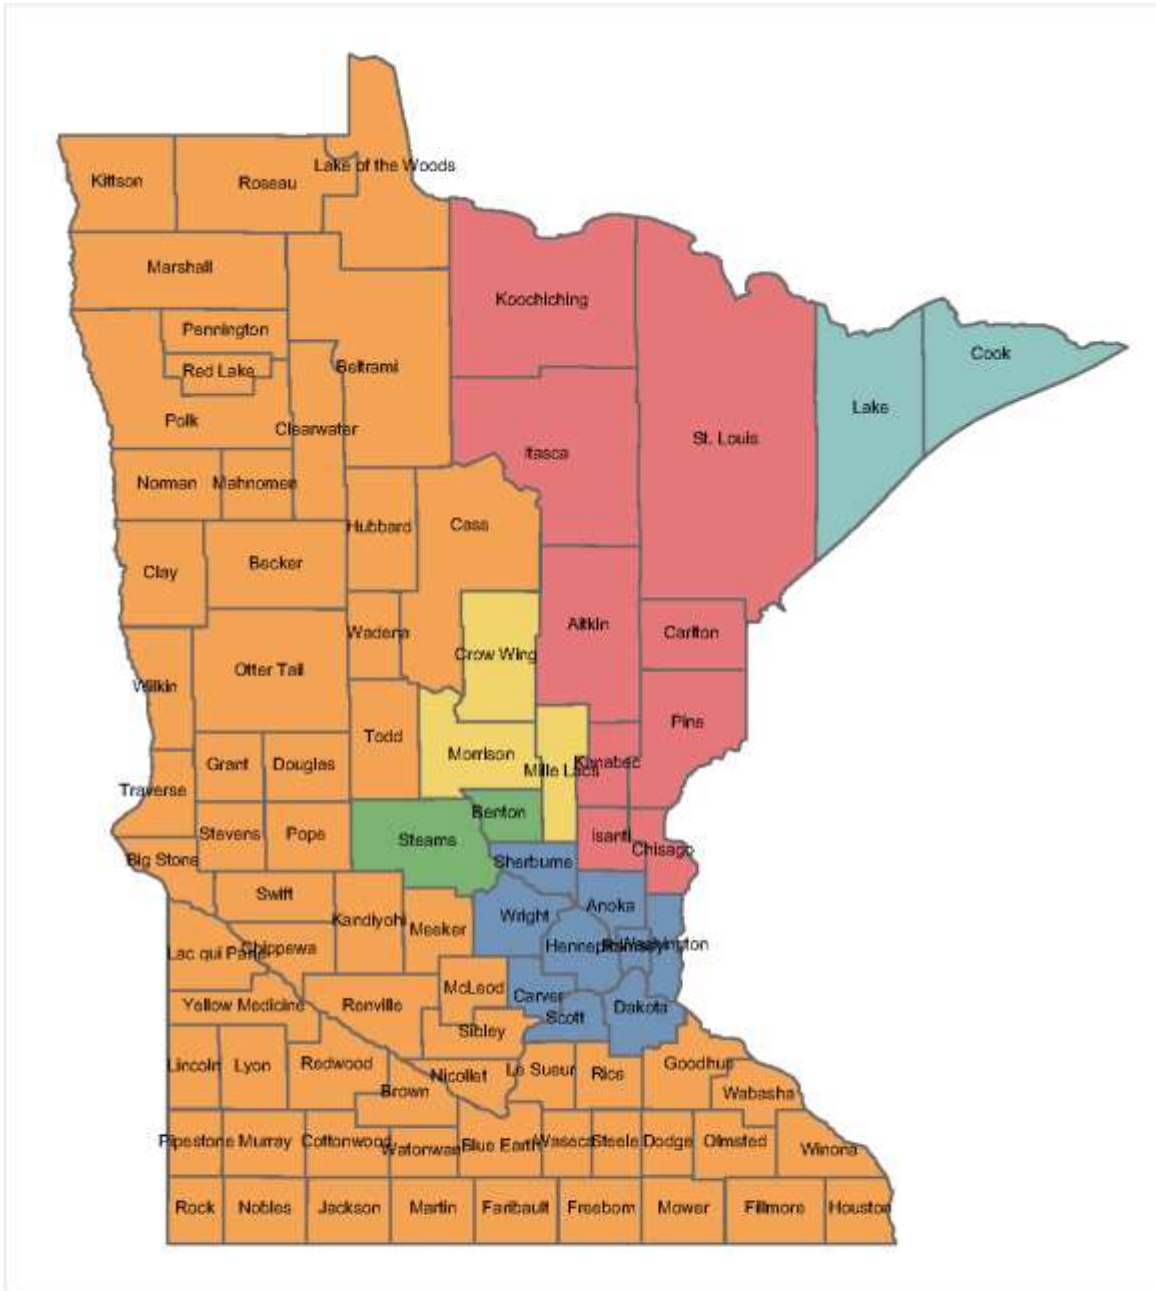 Lake of the Woods
Kittson
Roseau
Marshall
Koochiching
Pennington
Cook
Red Lake
Beltrami
Lake
Polk
Clearwater
St. Louis
Itasca
Norman
Mahnomen
Hubbard
Cass
Becker
Clay
Aitkin
Wadena
Carlton
Crow Wing
Otter Tail
Wilkin
Pine
Todd
Morrison
Grant
Douglas
Kanabec
Mille Lacs
Traverse
Benton
Stevens
Pope
Stearns
Isanti
Chisago
Big Stone
Sherburne
Swift
Anoka
Kandiyohi
Wright
Meeker
Hennepin
Ramsey
Washington
Chippewa
Lac qui Parle
McLeod
Carver
Yellow Medicine
Renville
Dakota
Scott
Sibley
Lincoln
Lyon
Redwood
Goodhue
Le Sueur
Rice
Nicollet
Brown
Wabasha
Pipestone
Murray
Cottonwood
Watonwan
Blue Earth
Waseca
Steele
Dodge
Olmsted
Winona
Rock
Nobles
Jackson
Martin
Faribault
Freeborn
Mower
Fillmore
Houston